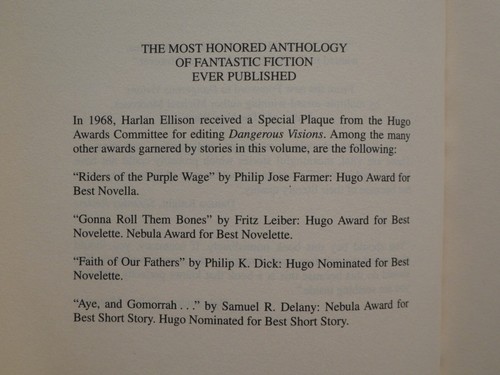 THE MOST HONORED ANTHOLOGY
OF FANTASTIC FICTION
EVER PUBLISHED
In 1968, Harlan Ellison received a Special Plaque from the Hugo
Awards Committee for editing Dangerous Visions. Among the many
other awards garnered by stories in this volume, are the following:
“Riders of the Purple Wage” by Philip Jose Farmer: Hugo Award for
Best Novella.
“Gonna Roll Them Bones” by Fritz Leiber: Hugo Award for Best
Novelette. Nebula Award for Best Novelette.
“Faith of Our Fathers” by Philip K. Dick: Hugo Nominated for Best
Novelette.
“Aye, and Gomorrah . . .” by Samuel R. Delany: Nebula Award for
Best Short Story. Hugo Nominated for Best Short Story.